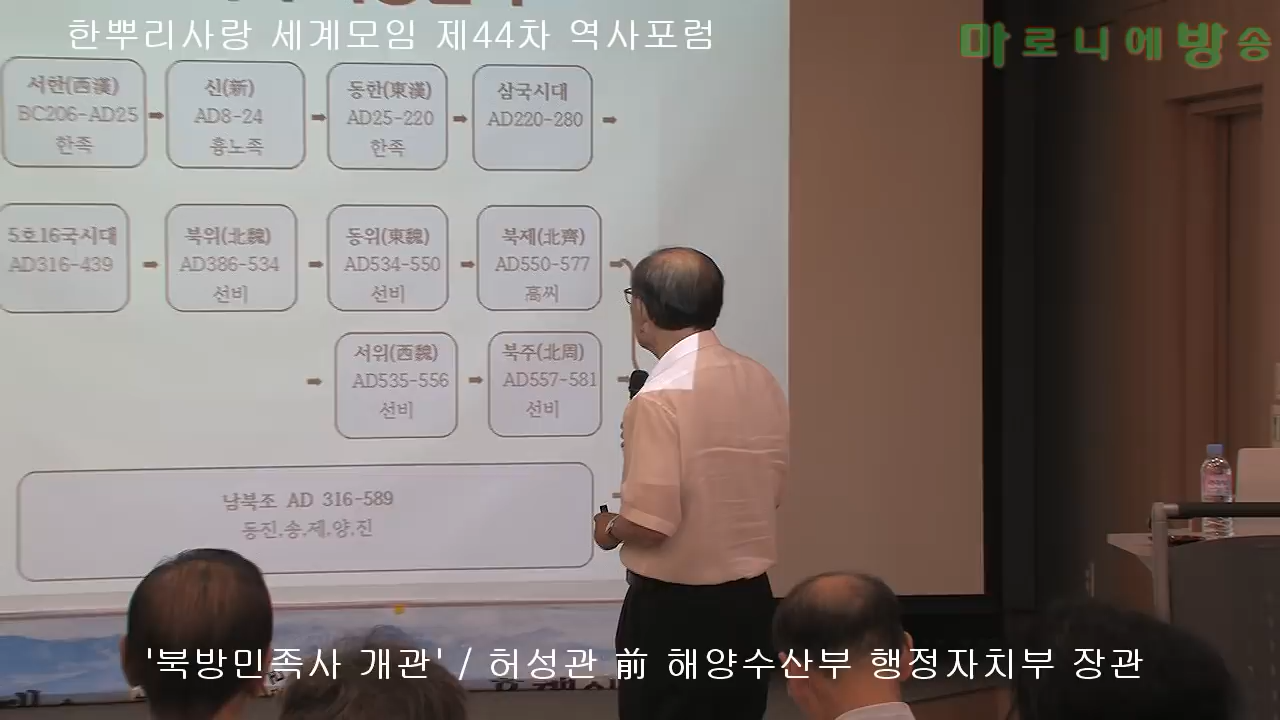 한뿌리사랑 세계모임 제44차 역사포럼
마로니에방송
서한(西漢)
BC206-AD25
한족
신(新)
AD8-24
흉노족
동한(東漢)
AD25-220
한족
삼국시대
AD220-280
5호16국시대
AD316-439
북위(北魏)
AD386-534
선비
동위(東魏)
AD534-550
선비
북제(北齊)
AD550-577
高씨
서위(西魏)
AD535-556
선비
북주(北周)
AD557-581
선비
남북조 AD 316-589
동진,송,제,양,진
'북방민족사 개관' / 허성관 前 해양수산부 행정자치부 장관